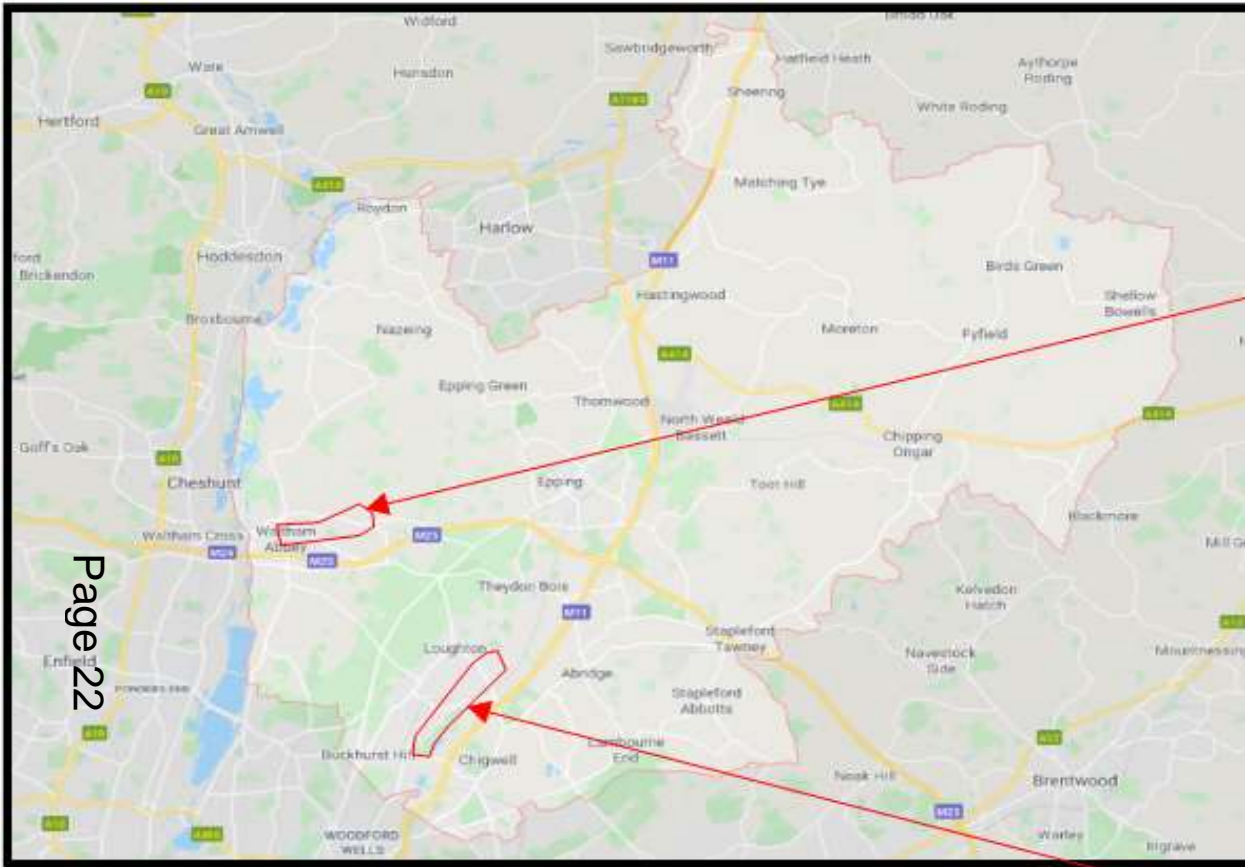 Widford
Sawbridgeworth
Hatfield Heath
Ware
Hunsdon
Aythorpe
Roding
A10
Sheering
White Roding
Hertford
Great Amwell
A414
Matching Tye
Roydon
Harlow
Hoddesdon
M11
Birds Green
Brickendon
Hastingwood
Shellow
Bowells
Broxbourne
Nazeing
Moreton
Fyfield
A414
Epping Green
Thornwood
A414
A414
North Weald
Bassett
Goff's Oak
A10
Chipping
Ongar
Cheshunt
Epping
Toot Hill
Blackmore
Waltham Cross
Waltham
Abbey
M25
M25
M25
Page 22
Theydon Bois
Kelvedon
Hatch
M11
Stapleford
Tawney
Enfield
Loughton
Abridge
Navestock
Side
Mountnessing
PONDERS END
Stapleford
Abbotts
A10
Buckhurst Hill
Chigwell
Lambourne
End
A12
Noak Hill
Brentwood
M25
WOODFORD
WELLS
Warley
Ingrave